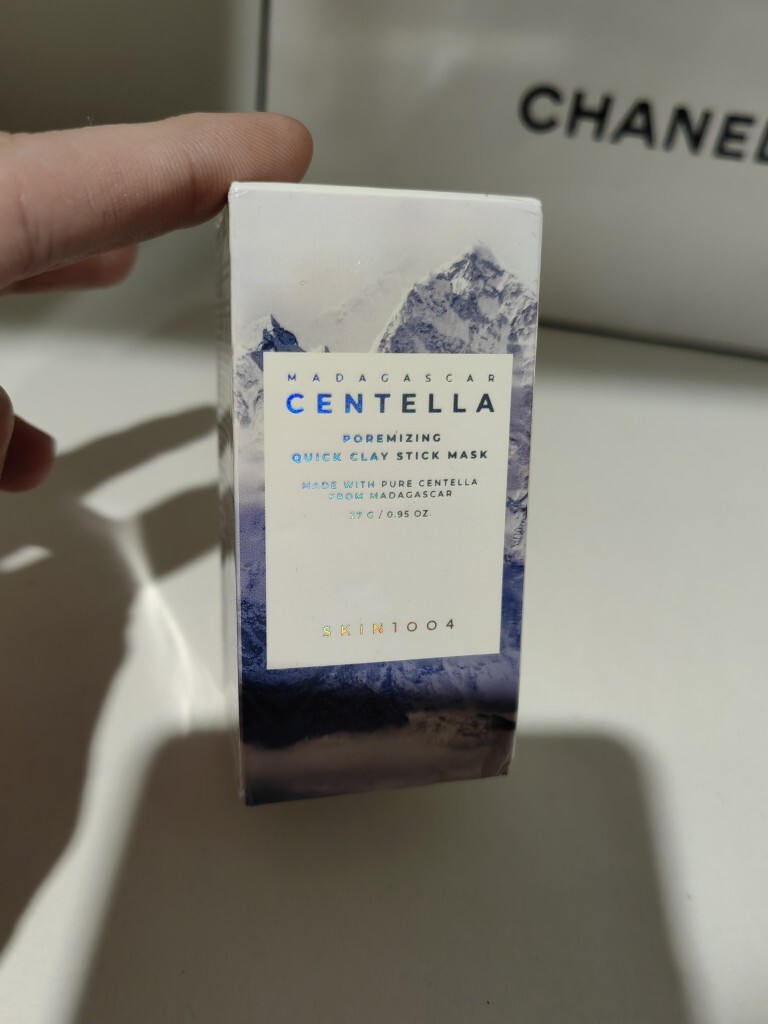 CHANEL
MADAGASCAR
CENTELLA
POREMIZING
QUICK CLAY STICK MASK
MADE WITH PURE CENTELLA
FROM MADAGASCAR
27 G / 0.95 OZ.
SKIN1004